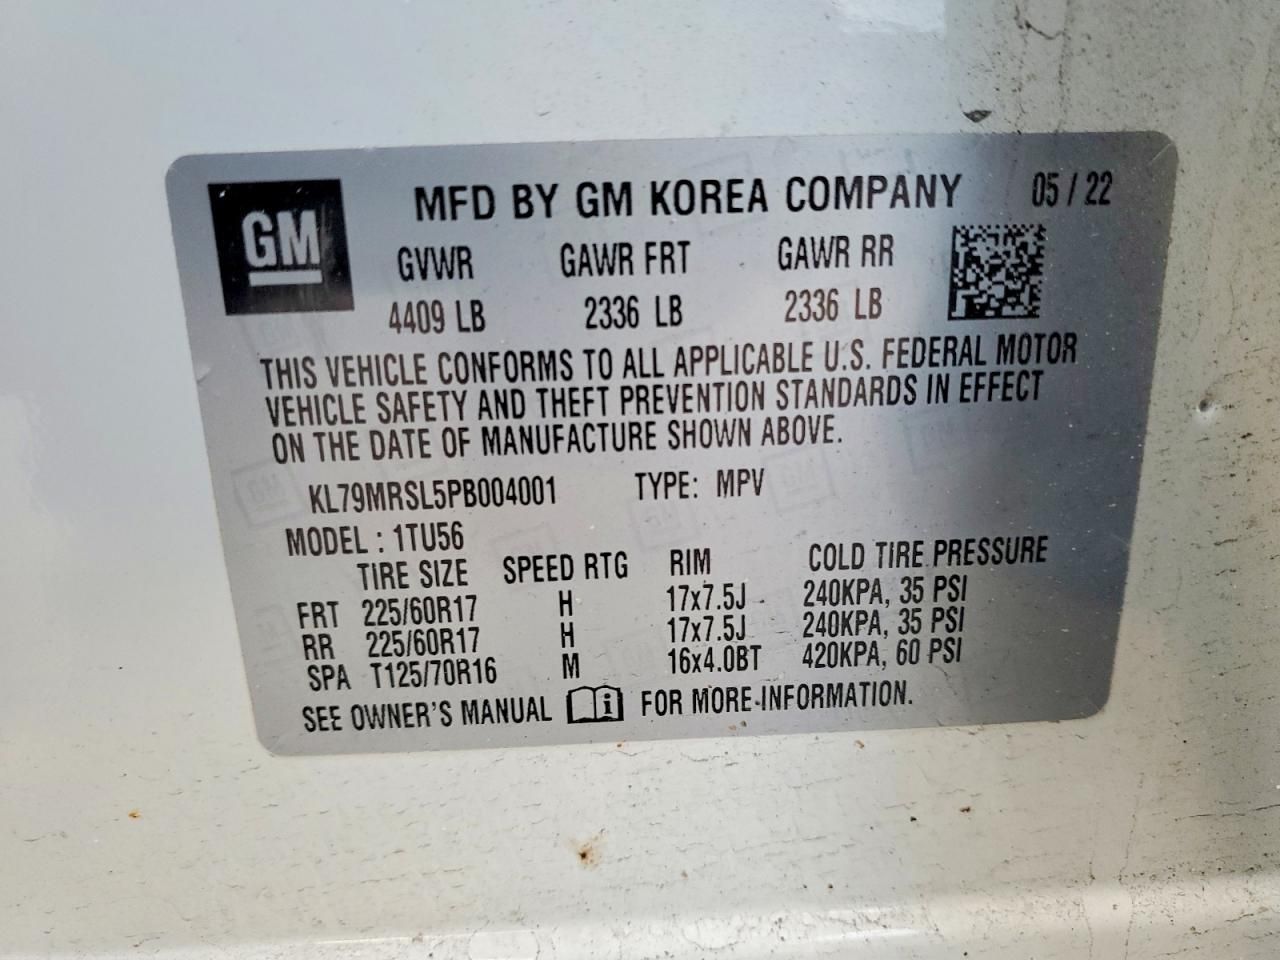 GM
MFD BY GM KOREA COMPANY 05 / 22
GVWR GAWR FRT GAWR RR
4409 LB 2336 LB 2336 LB
THIS VEHICLE CONFORMS TO ALL APPLICABLE U.S. FEDERAL MOTOR
VEHICLE SAFETY AND THEFT PREVENTION STANDARDS IN EFFECT
ON THE DATE OF MANUFACTURE SHOWN ABOVE.
KL79MRSL5PB004001 TYPE: MPV
MODEL : 1TU56
TIRE SIZE SPEED RTG RIM COLD TIRE PRESSURE
FRT 225/60R17 H 17x7.5J 240KPA, 35 PSI
RR 225/60R17 H 17x7.5J 240KPA, 35 PSI
SPA T125/70R16 M 16x4.0BT 420KPA, 60 PSI
SEE OWNER'S MANUAL i FOR MORE INFORMATION.